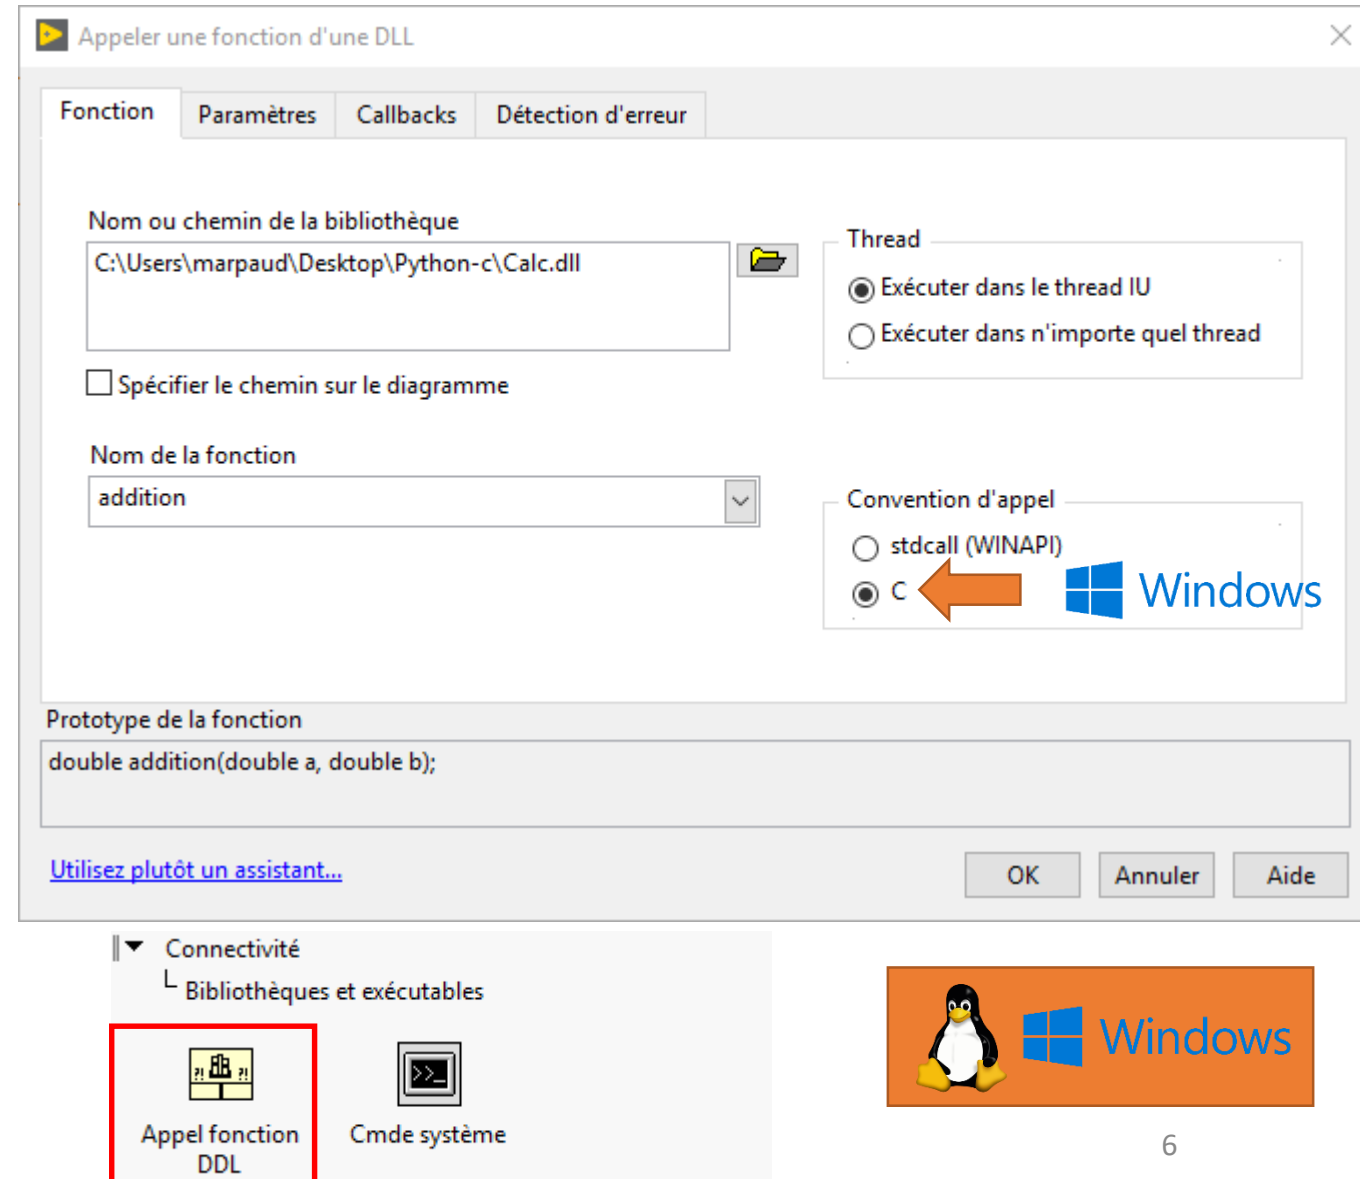 Appeler une fonction d'une DLL
Fonction
Paramètres
Callbacks
Détection d'erreur
Nom ou chemin de la bibliothèque
C:\Users\marpaud\Desktop\Python-c\Calc.dll
Thread
Exécuter dans le thread IU
Exécuter dans n'importe quel thread
Spécifier le chemin sur le diagramme
Nom de la fonction
addition
Convention d'appel
stdcall (WINAPI)
C
Windows
Prototype de la fonction
double addition(double a, double b);
Utilisez plutôt un assistant...
OK
Annuler
Aide
Connectivité
Bibliothèques et exécutables
?! ?!
>>_
Appel fonction
DDL
Cmde système
Windows
6